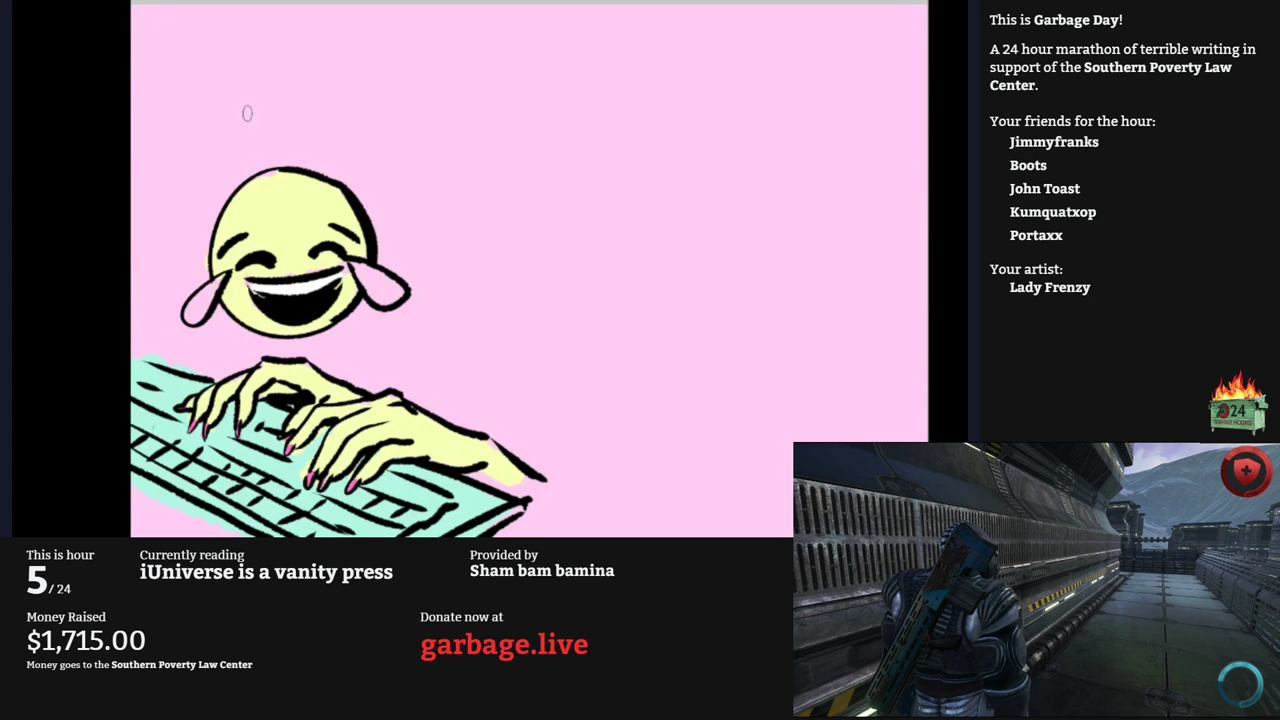 This is Garbage Day!
A 24 hour marathon of terrible writing in
support of the Southern Poverty Law
Center.
Your friends for the hour:
Jimmyfranks
Boots
John Toast
Kumquatxop
Portaxx
Your artist:
Lady Frenzy
This is hour
5 / 24
Currently reading
iUniverse is a vanity press
Provided by
Sham bam bamina
Money Raised
$1,715.00
Money goes to the Southern Poverty Law Center
Donate now at
garbage.live